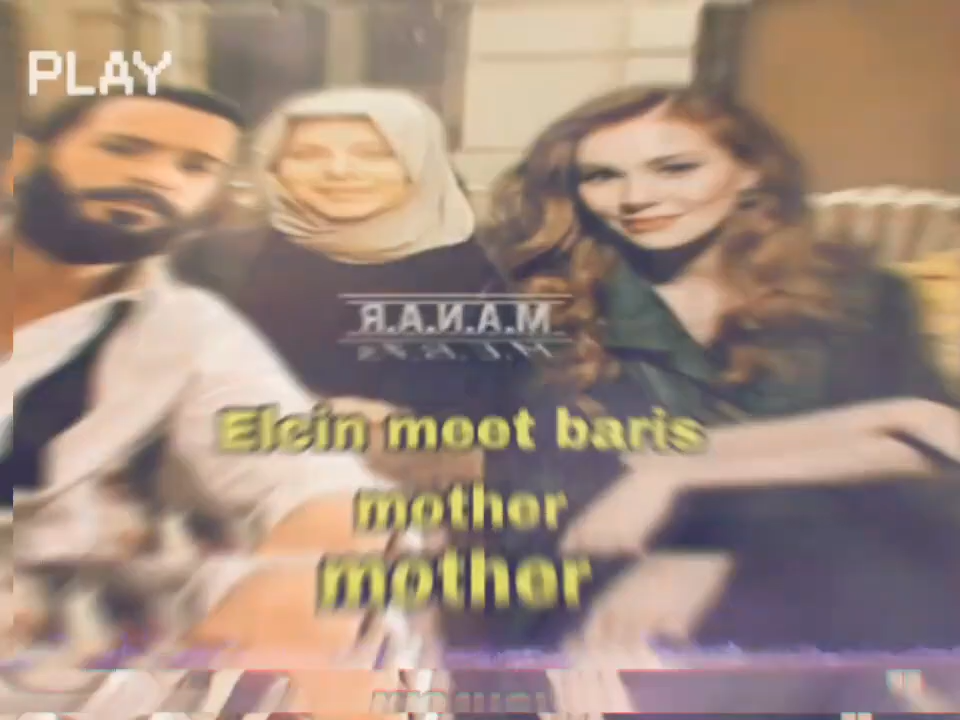 PLAY
Я.A.И.A.M
Elcin meet baris
mother
mother